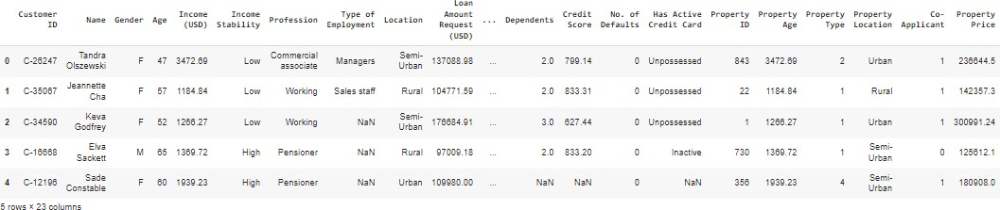 Customer ID Name Gender Age Income (USD) Income Stability Profession Type of Employment Location Loan Amount Request (USD) ... Dependents Credit Score No. of Defaults Has Active Credit Card Property ID Property Age Property Type Property Location Co-Applicant Property Price
0 C-26247 Tandra Olszewski F 47 3472.69 Low Commercial associate Managers Semi-Urban 137088.98 ... 2.0 799.14 0 Unpossessed 843 3472.69 2 Urban 1 236644.5
1 C-35067 Jeannette Cha F 57 1184.84 Low Working Sales staff Rural 104771.59 ... 2.0 833.31 0 Unpossessed 22 1184.84 1 Rural 1 142357.3
2 C-34590 Keva Godfrey F 52 1266.27 Low Working NaN Semi-Urban 176684.91 ... 3.0 627.44 0 Unpossessed 1 1266.27 1 Urban 1 300991.24
3 C-16668 Elva Sackett M 65 1369.72 High Pensioner NaN Rural 97009.18 ... 2.0 833.20 0 Inactive 730 1369.72 1 Semi-Urban 0 125612.1
4 C-12196 Sade Constable F 60 1939.23 High Pensioner NaN Urban 109980.00 ... NaN NaN 0 NaN 356 1939.23 4 Semi-Urban 1 180908.0
5 rows × 23 columns